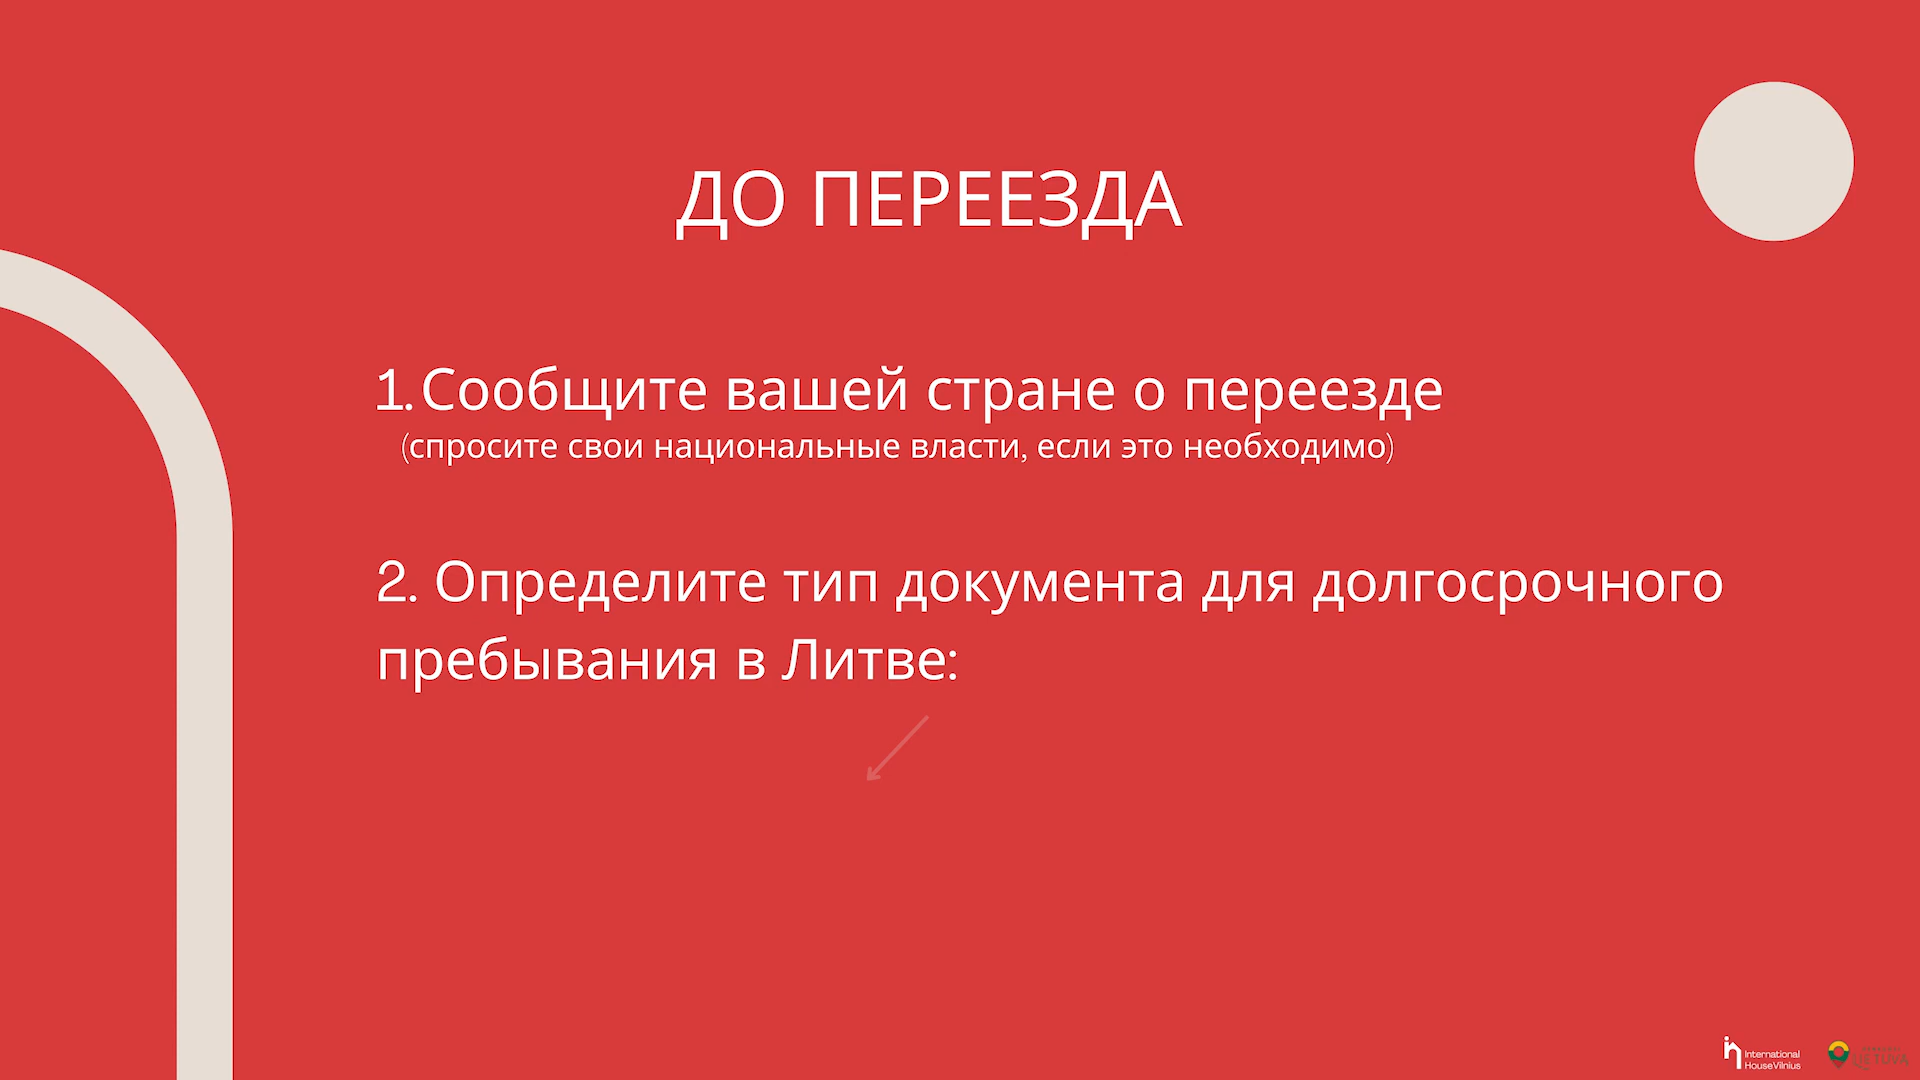 ДО ПЕРЕЕЗДА
1. Сообщите вашей стране о переезде
(спросите свои национальные власти, если это необходимо)
2. Определите тип документа для долгосрочного
пребывания в Литве:
International
House Vilnius
LIETUVA